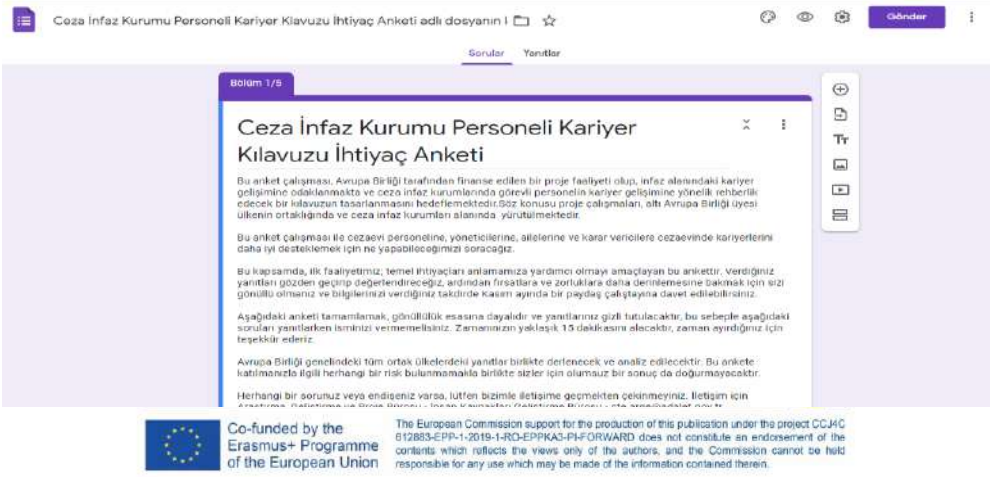 Ceza İnfaz Kurumu Personeli Kariyer Klavuzu İhtiyaç Anketi adlı dosyanın
Gönder
Sorular Yanıtlar
Bölüm 1/5
Ceza İnfaz Kurumu Personeli Kariyer
Kılavuzu İhtiyaç Anketi
Bu anket çalışması, Avrupa Birliği tarafından finanse edilen bir proje faaliyeti olup, infaz alanındaki kariyer
gelişimine odaklanmakta ve ceza infaz kurumlarında görevli personelin kariyer gelişimine yönelik rehberlik
edecek bir kılavuzun tasarlanmasını hedeflemektedir.Söz konusu proje çalışmaları, altı Avrupa Birliği üyesi
ülkenin ortaklığında ve ceza infaz kurumları alanında yürütülmektedir.
Bu anket çalışması ile cezaevi personeline, yöneticilerine, ailelerine ve karar vericilere cezaevinde kariyerlerini
daha iyi desteklemek için ne yapabileceğimizi soracağız.
Bu kapsamda, ilk faaliyetimiz; temel ihtiyaçları anlamamıza yardımcı olmayı amaçlayan bu ankettir. Verdiğiniz
yanıtları gözden geçirip değerlendireceğiz, ardından fırsatlara ve zorluklara daha derinlemesine bakmak için sizi
gönüllü olmanız ve bilgilerinizi verdiğiniz takdirde Kasım ayında bir paydaş çalıştayına davet edilebilirsiniz.
Aşağıdaki anketi tamamlamak, gönüllülük esasına dayalıdır ve yanıtlarınız gizli tutulacaktır, bu sebeple aşağıdaki
soruları yanıtlarken isminizi vermemelisiniz. Zamanınızın yaklaşık 15 dakikasını alacaktır, zaman ayırdığınız için
teşekkür ederiz.
Avrupa Birliği genelindeki tüm ortak ülkelerdeki yanıtlar birlikte derlenecek ve analiz edilecektir. Bu ankete
katılmanızla ilgili herhangi bir risk bulunmamakla birlikte sizler için olumsuz bir sonuç da doğurmayacaktır.
Herhangi bir sorunuz veya endişeniz varsa, lütfen bizimle iletişime geçmekten çekinmeyiniz. İletişim için
Co-funded by the
Erasmus+ Programme
of the European Union
The European Commission support for the production of this publication under the project CCJ4C
612883-EPP-1-2019-1-RO-EPPKA3-PI-FORWARD does not constitute an endorsement of the
contents which reflects the views only of the authors, and the Commission cannot be held
responsible for any use which may be made of the information contained therein.